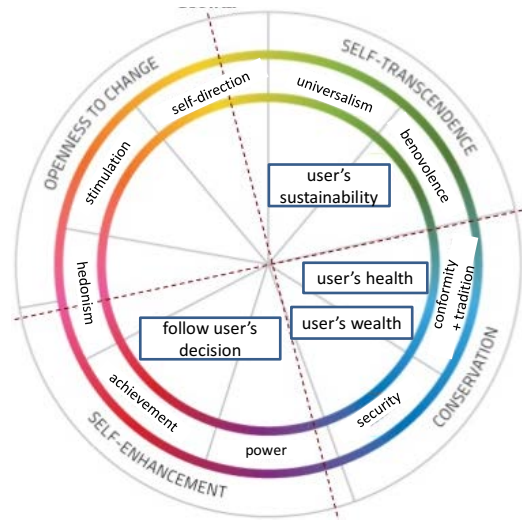 OPENNESS TO CHANGE
SELF-TRANSCENDENCE
self-direction
universalism
stimulation
benovolence
user's
sustainability
hedonism
user's health
conformity
+ tradition
user's wealth
follow user's
decision
achievement
security
power
SELF-ENHANCEMENT
CONSERVATION